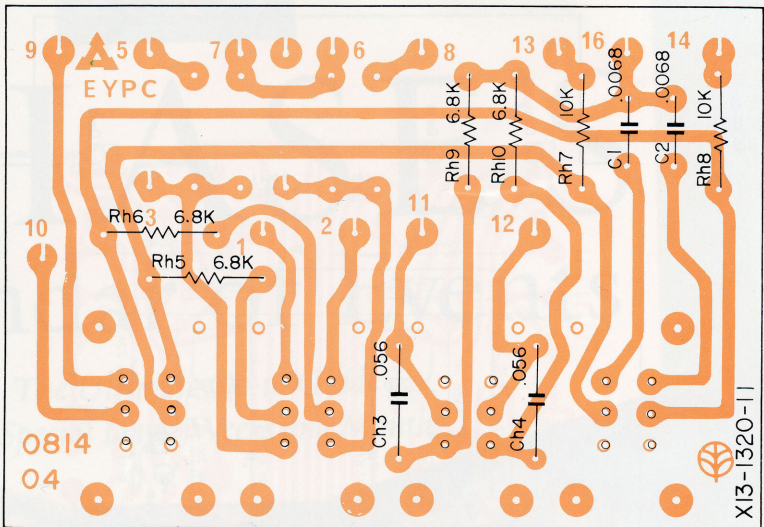 9
5
7
6
8
13
16
14
EYPC
6.8K
Rh9
6.8K
Rh10
10K
Rh7
.0068
C1
.0068
C2
10K
Rh8
Rh6
3
6.8K
1
2
11
12
10
Rh5
6.8K
.056
Ch3
.056
Ch4
0814
04
X13-1320-11